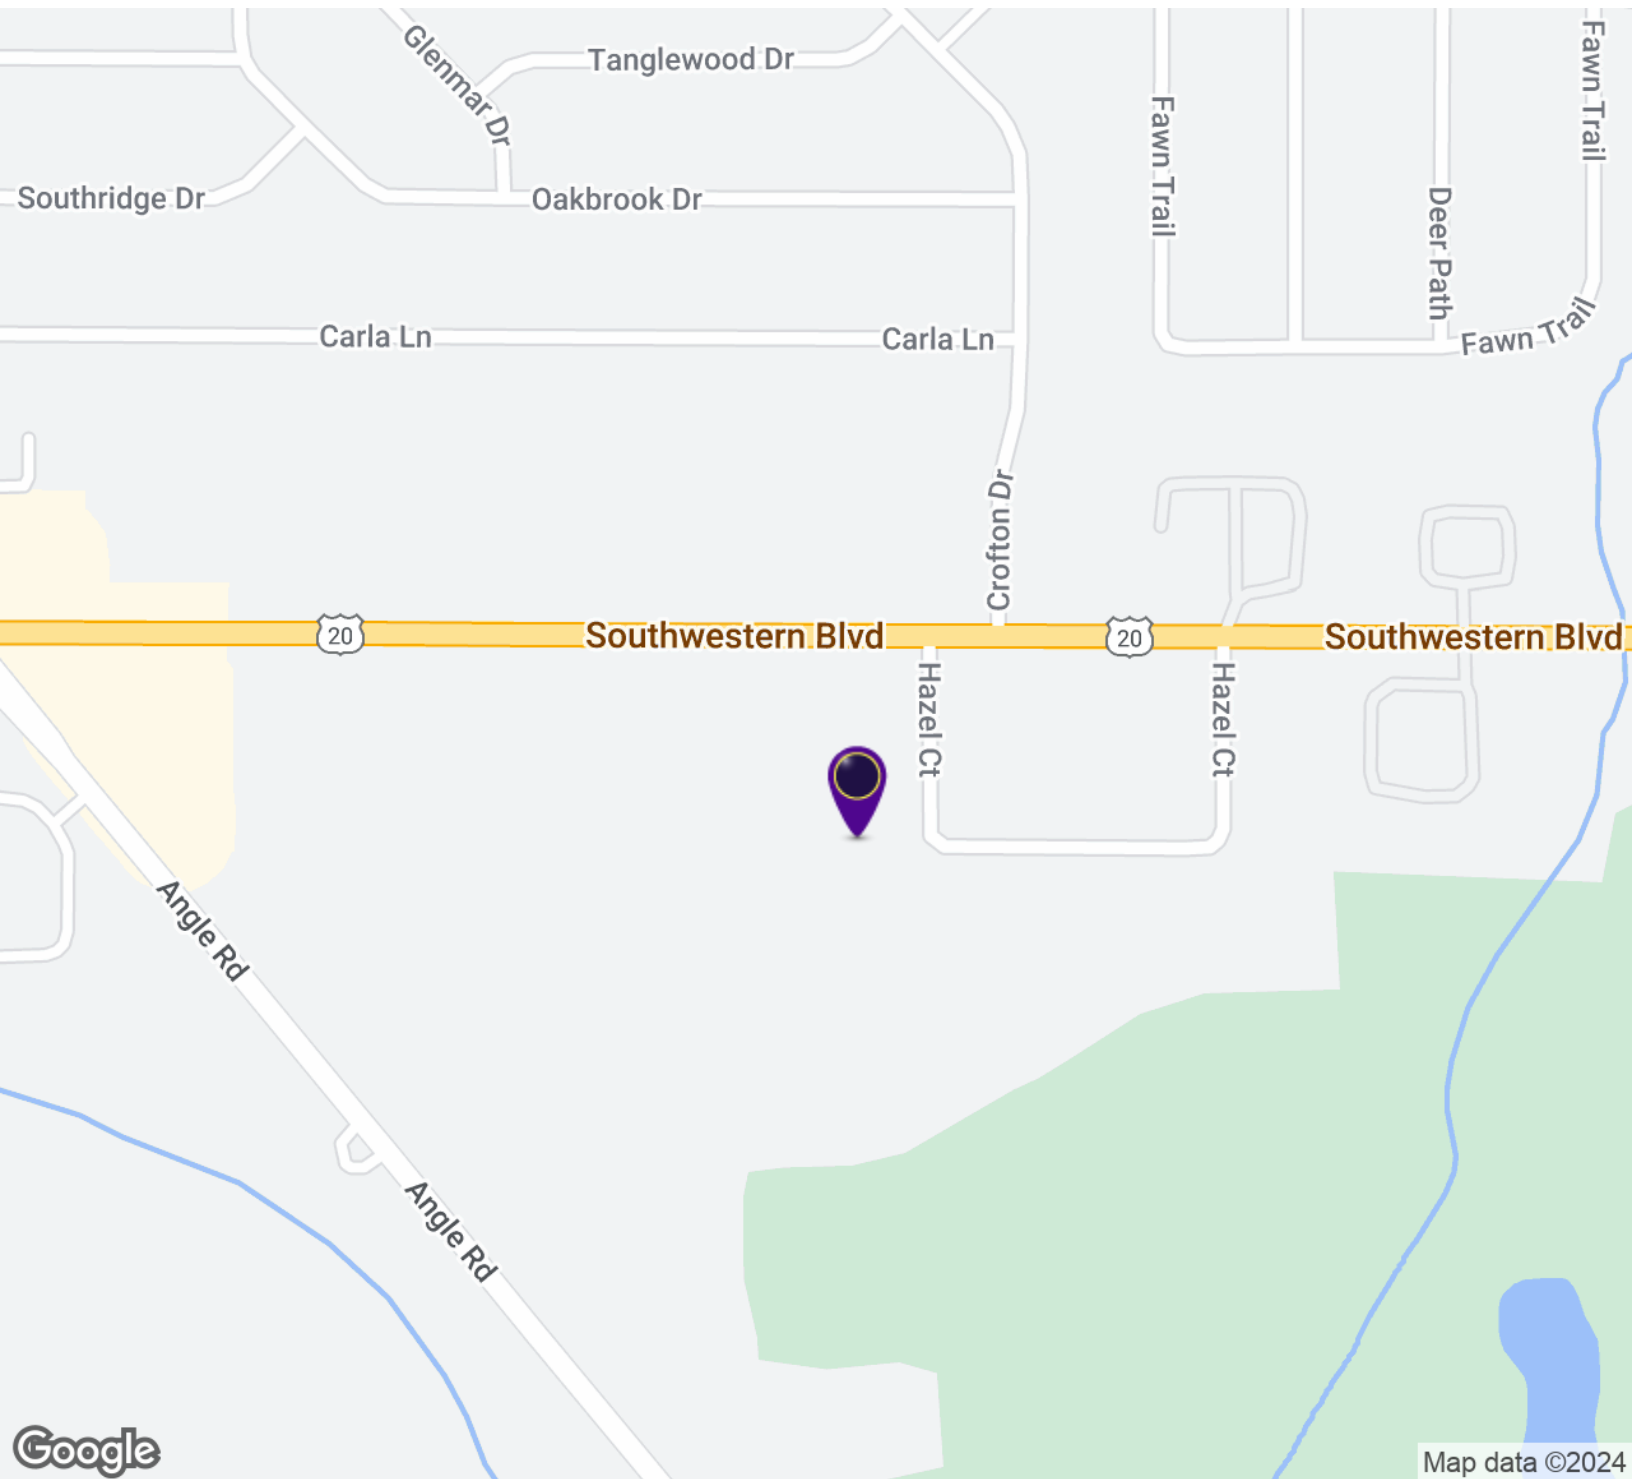 Glenmar Dr
Tanglewood Dr
Fawn Trail
Fawn Trail
Southridge Dr
Oakbrook Dr
Deer Path
Carla Ln
Carla Ln
Fawn Trail
Crofton Dr
20
Southwestern Blvd
20
Southwestern Blvd
Hazel Ct
Hazel Ct
Angle Rd
Angle Rd
Google
Map data ©2024